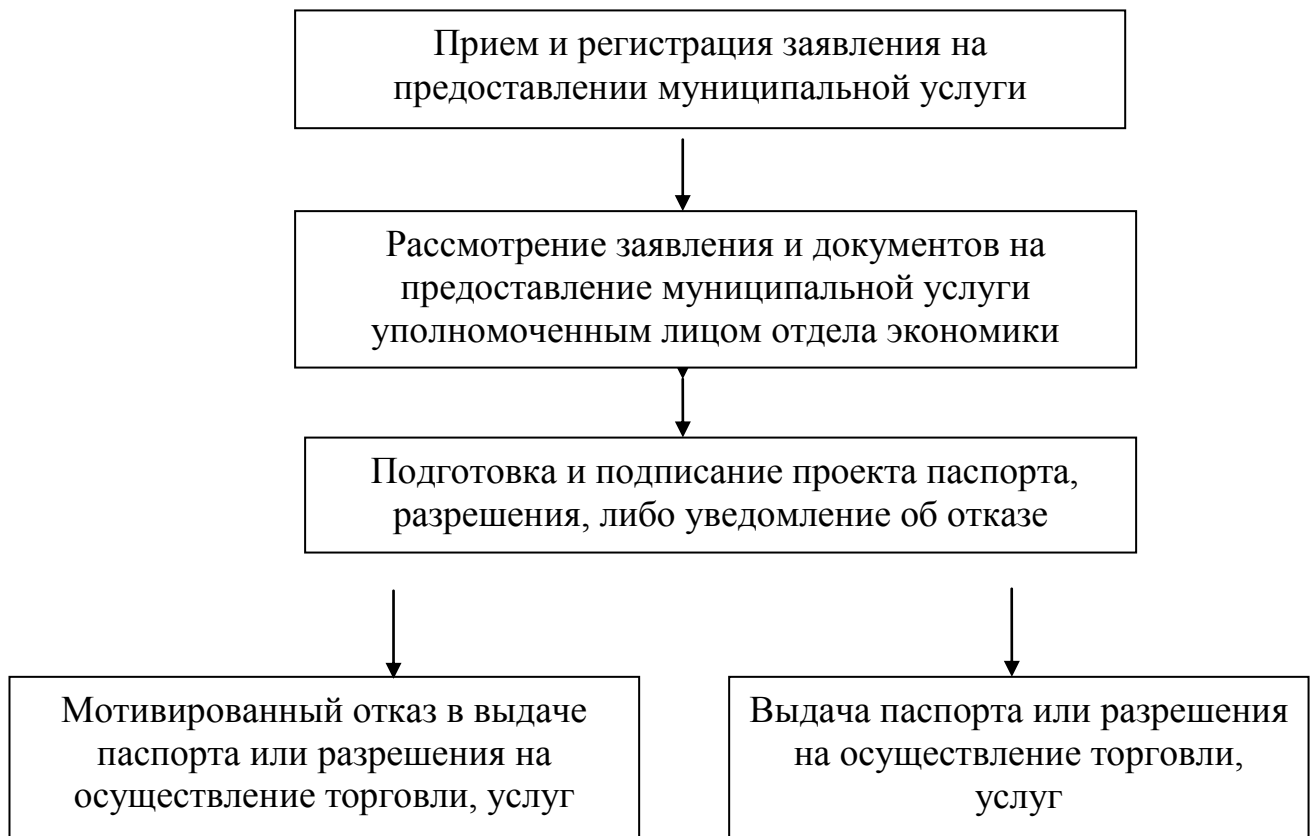 Прием и регистрация заявления на
предоставлении муниципальной услуги
Рассмотрение заявления и документов на
предоставление муниципальной услуги
уполномоченным лицом отдела экономики
Подготовка и подписание проекта паспорта,
разрешения, либо уведомление об отказе
Мотивированный отказ в выдаче
паспорта или разрешения на
осуществление торговли, услуг
Выдача паспорта или разрешения
на осуществление торговли,
услуг